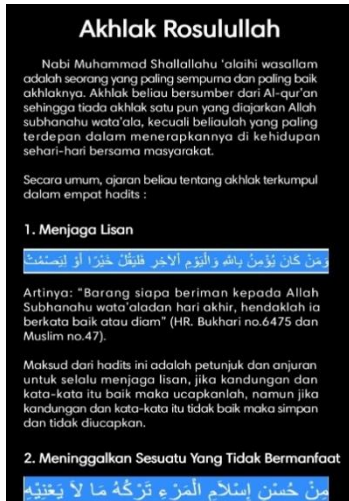 Akhlak Rosulullah
Nabi Muhammad Shallallahu 'alaihi wasallam
adalah seorang yang paling sempurna dan paling baik
akhlaknya. Akhlak beliau bersumber dari Al-qur'an
sehingga tiada akhlak satu pun yang diajarkan Allah
subhanahu wata'ala, kecuali beliaulah yang paling
terdepan dalam menerapkannya di kehidupan
sehari-hari bersama masyarakat.
Secara umum, ajaran beliau tentang akhlak terkumpul
dalam empat hadits :
1. Menjaga Lisan
وَمَنْ كَانَ يُؤْمِنُ بِاللهِ وَالْيَوْمِ اْلآخِرِ فَلْيَقُلْ خَيْرًا أَوْ لِيَصْمُتْ
Artinya: "Barang siapa beriman kepada Allah
Subhanahu wata'aladan hari akhir, hendaklah ia
berkata baik atau diam" (HR. Bukhari no.6475 dan
Muslim no.47).
Maksud dari hadits ini adalah petunjuk dan anjuran
untuk selalu menjaga lisan, jika kandungan dan
kata-kata itu baik maka ucapkanlah, namun jika
kandungan dan kata-kata itu tidak baik maka simpan
dan tidak diucapkan.
2. Meninggalkan Sesuatu Yang Tidak Bermanfaat
مِنْ حُسْنِ إِسْلاَمِ الْمَرْءِ تَرْكُهُ مَا لاَ يَعْنِيْهِ